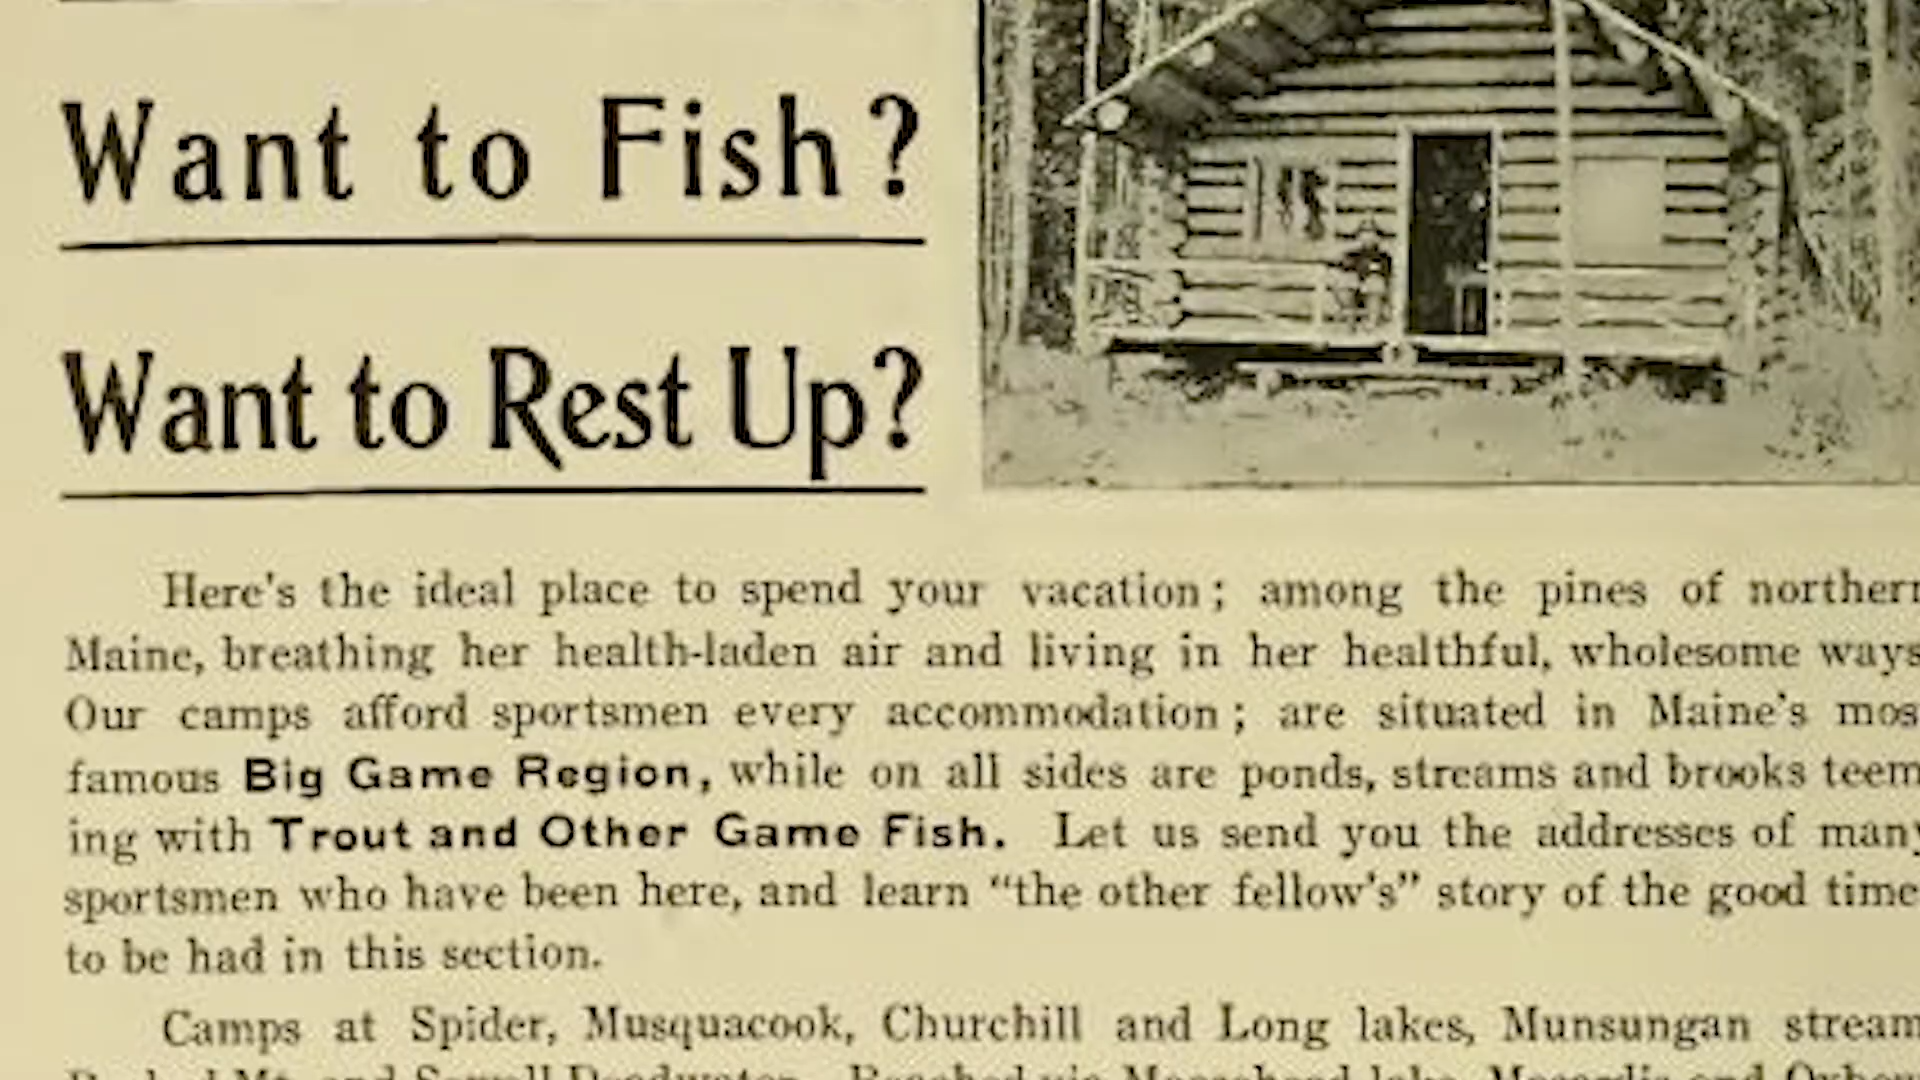 Want to Fish?
Want to Rest Up?
Here's the ideal place to spend your vacation; among the pines of northern
Maine, breathing her health-laden air and living in her healthful, wholesome ways
Our camps afford sportsmen every accommodation; are situated in Maine's mos
famous Big Game Region, while on all sides are ponds, streams and brooks teem
ing with Trout and Other Game Fish. Let us send you the addresses of many
sportsmen who have been here, and learn “the other fellow's” story of the good time
to be had in this section.
Camps at Spider, Musquacook, Churchill and Long lakes, Munsungan stream